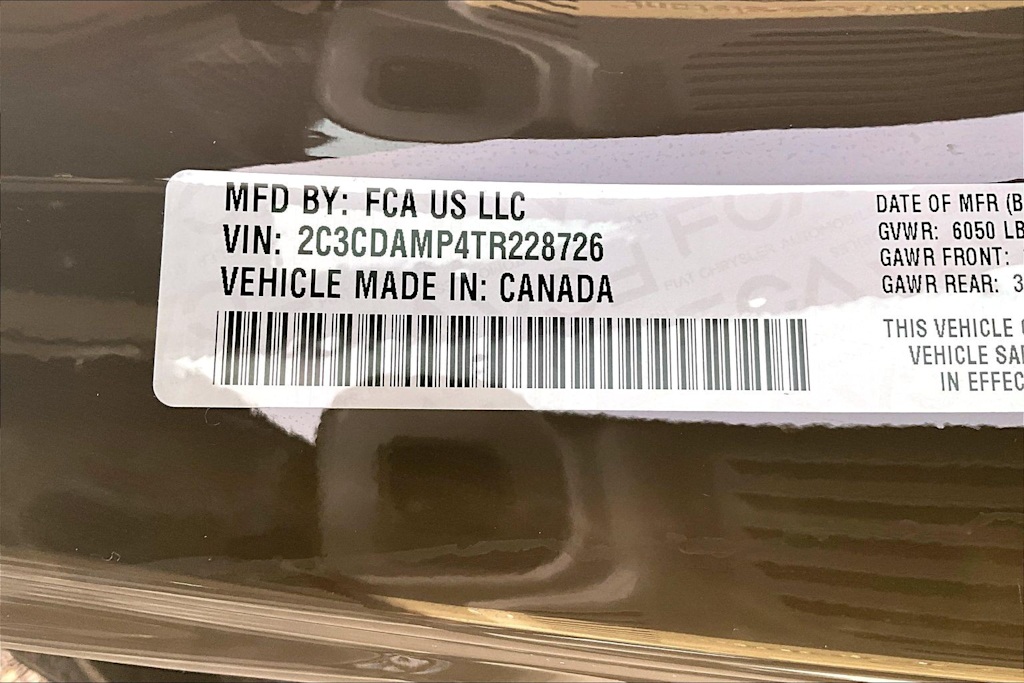 MFD BY: FCA US LLC
VIN: 2C3CDAMP4TR228726
VEHICLE MADE IN: CANADA
DATE OF MFR (B
GVWR: 6050 LB
GAWR FRONT:
GAWR REAR: 3
THIS VEHICLE
VEHICLE SA
IN EFFEC